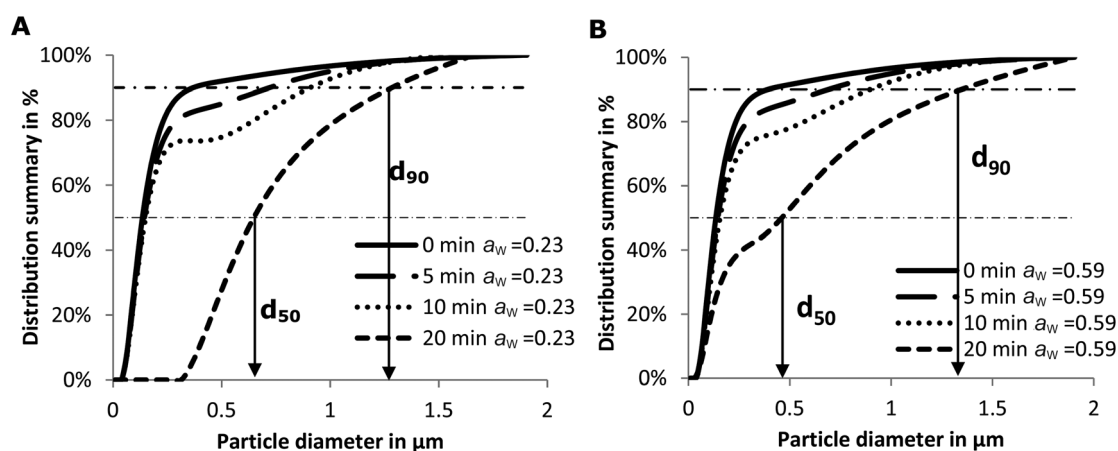 A
100%
80%
60%
40%
20%
0%
Distribution summary in %
d90
d50
0 min aw =0.23
5 min aw =0.23
10 min aw =0.23
20 min aw =0.23
0 0.5 1 1.5 2
Particle diameter in µm
B
100%
80%
60%
40%
20%
0%
Distribution summary in %
d90
d50
0 min aw =0.59
5 min aw =0.59
10 min aw =0.59
20 min aw =0.59
0 0.5 1 1.5 2
Particle diameter in µm